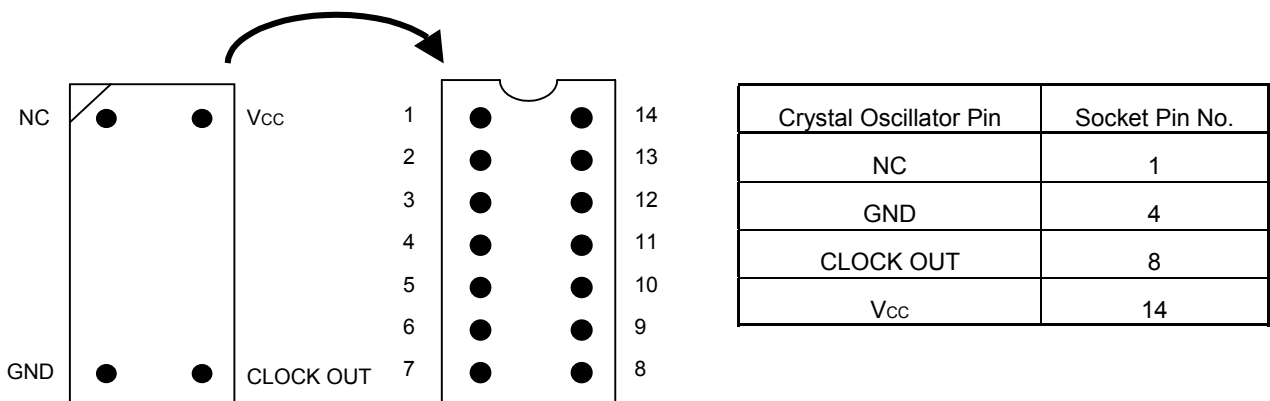 NC
Vcc
GND
CLOCK OUT
1
14
2
13
3
12
4
11
5
10
6
9
7
8
Crystal Oscillator Pin Socket Pin No.
NC 1
GND 4
CLOCK OUT 8
Vcc 14